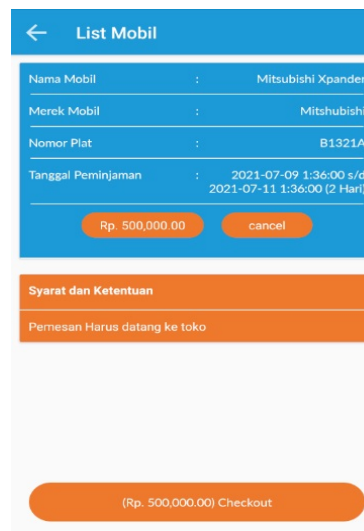 List Mobil
Nama Mobil : Mitsubishi Xpander
Merek Mobil : Mitshubishi
Nomor Plat : B1321A
Tanggal Peminjaman : 2021-07-09 1:36:00 s/d
2021-07-11 1:36:00 (2 Hari)
Rp. 500,000.00 cancel
Syarat dan Ketentuan
Pemesan Harus datang ke toko
(Rp. 500,000.00) Checkout